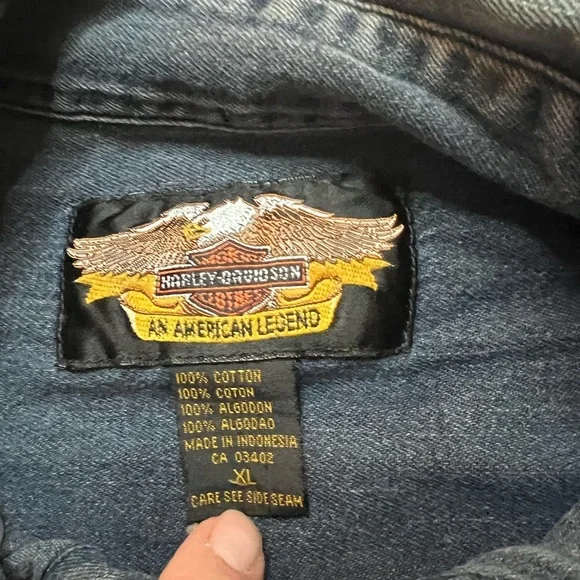 HARLEY-DAVIDSON
AN AMERICAN LEGEND
100% COTTON
100% COTON
100% ALGODON
100% ALGODAO
MADE IN INDONESIA
CA 03402
XL
CARE SEE SIDE SEAM